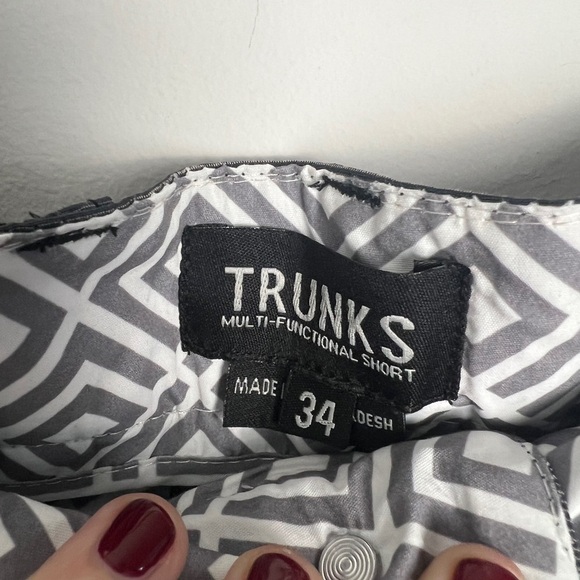 TRUNKS
MULTI-FUNCTIONAL SHORT
MADE
34
ADESH